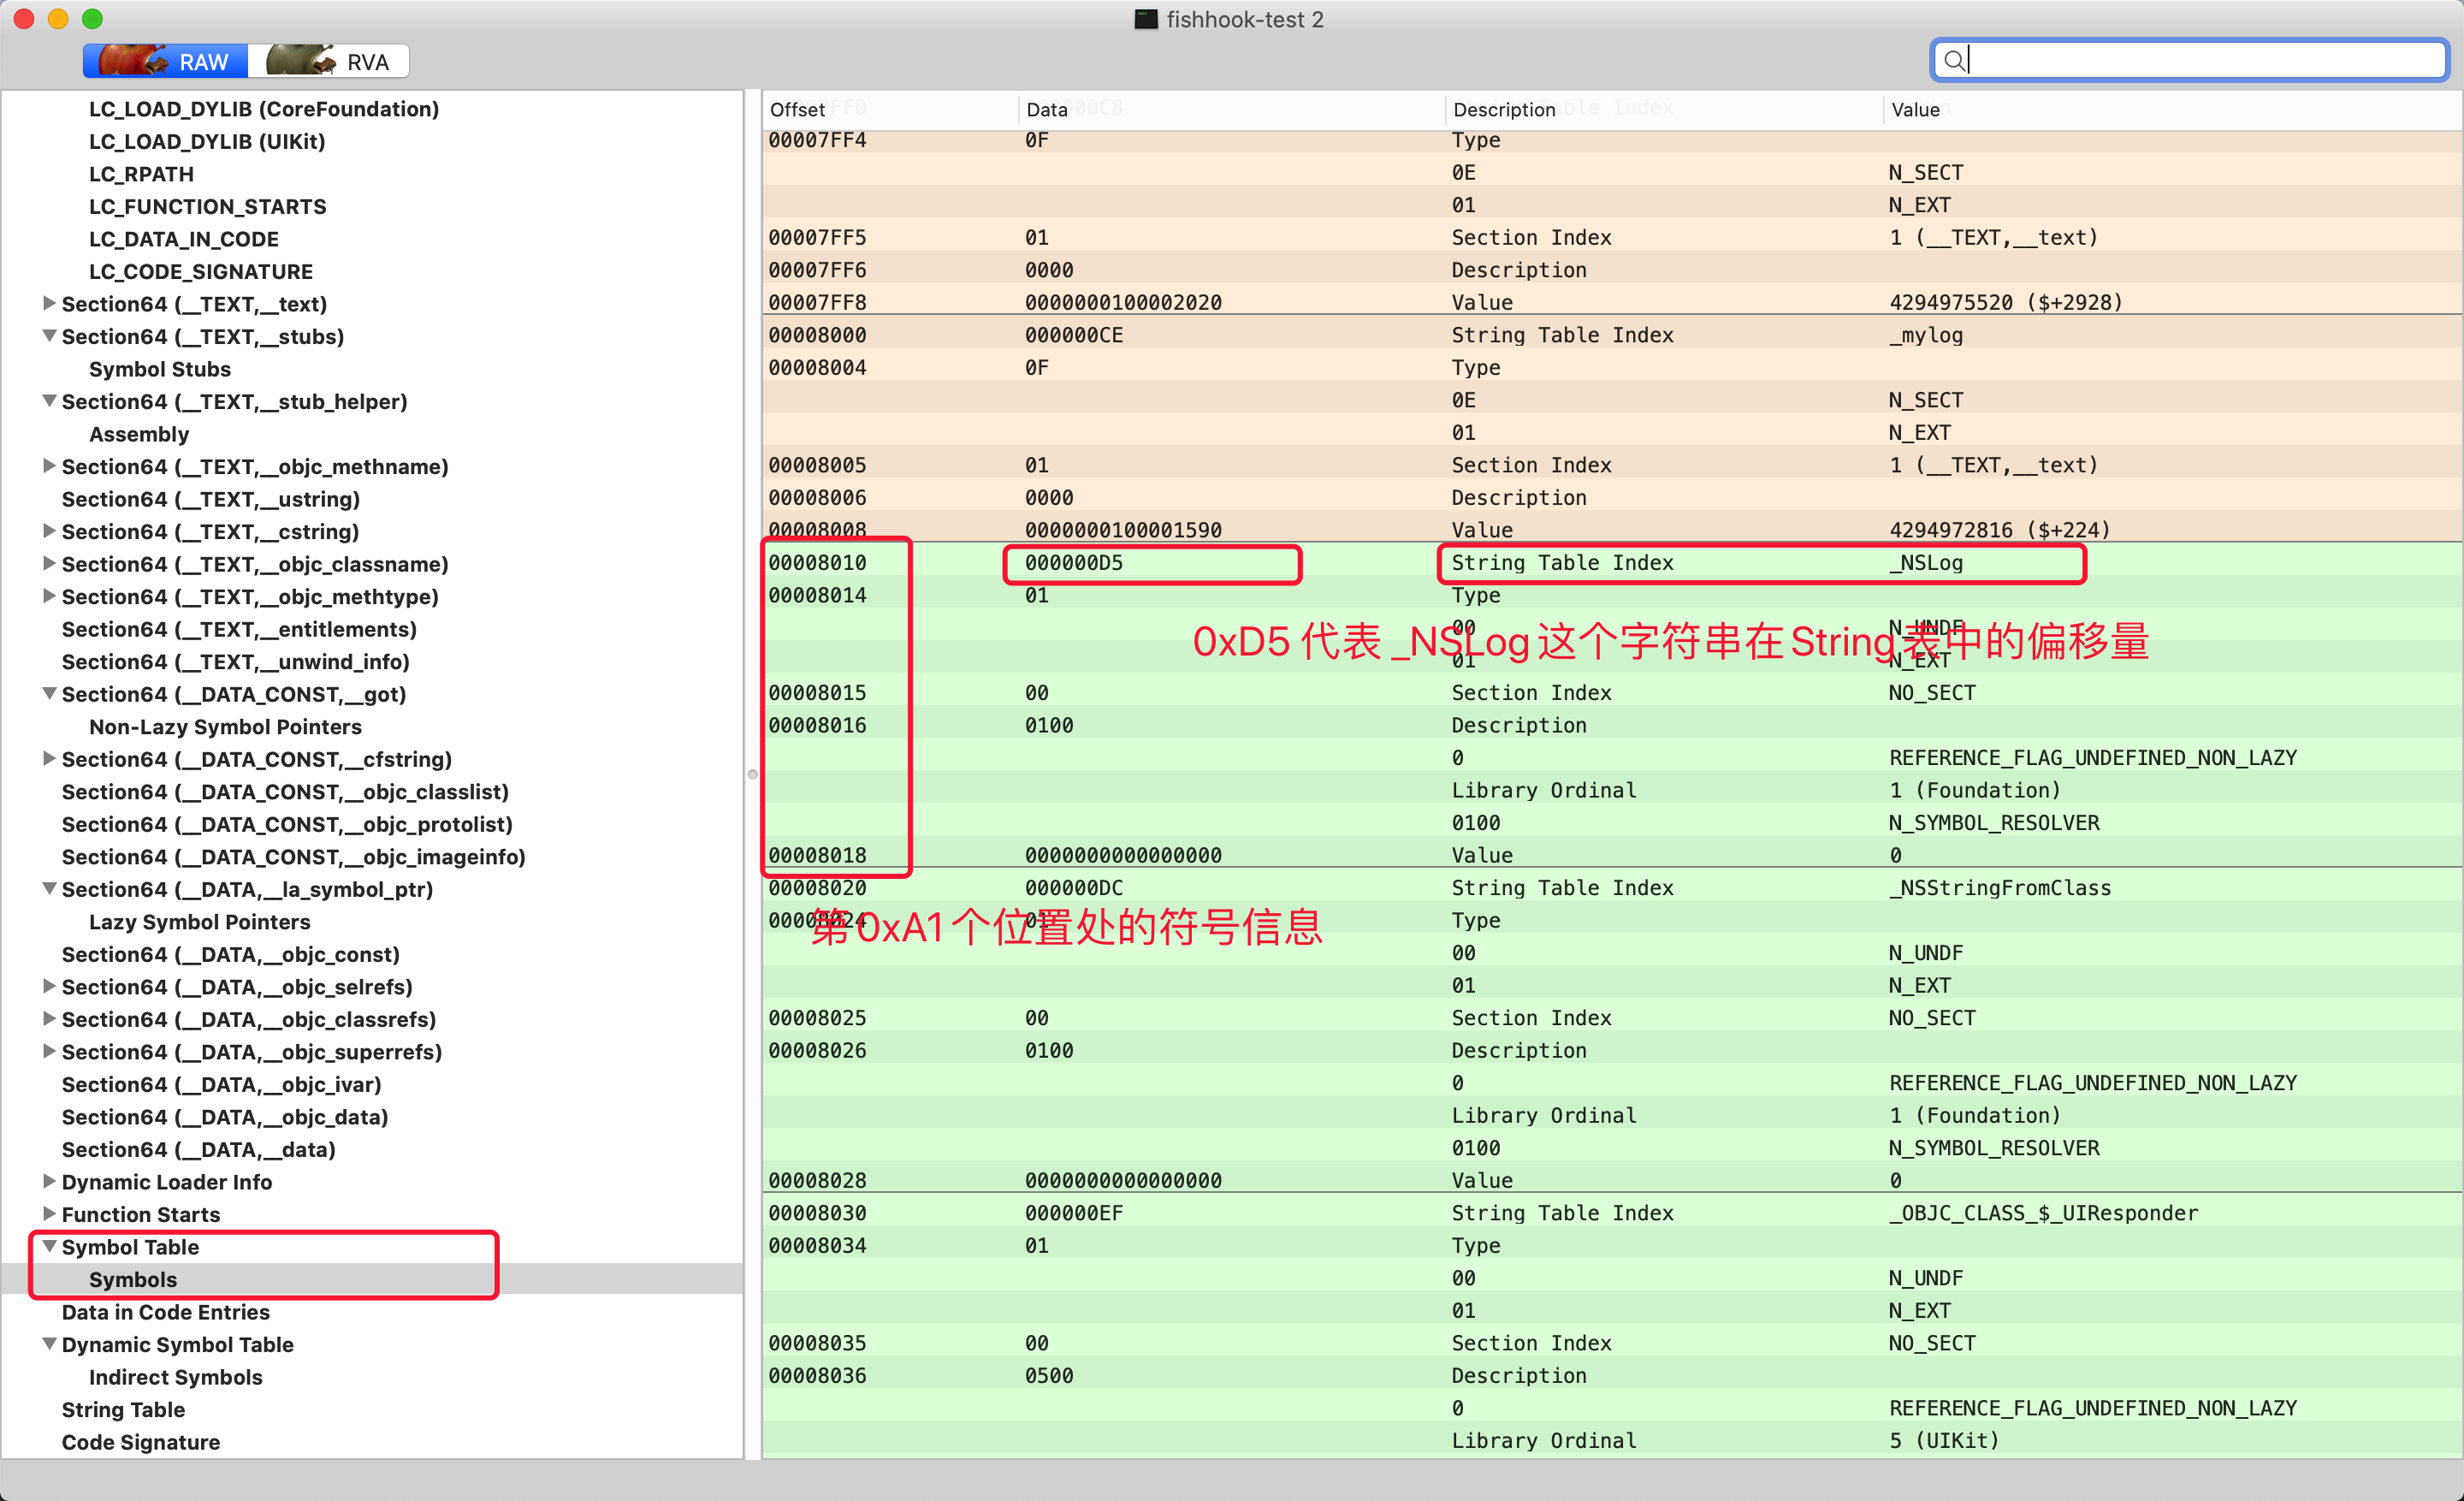 fishhook-test 2
RAW RVA
LC_LOAD_DYLIB (CoreFoundation)
LC_LOAD_DYLIB (UIKit)
LC_RPATH
LC_FUNCTION_STARTS
LC_DATA_IN_CODE
LC_CODE_SIGNATURE
Section64 (__TEXT,__text)
Section64 (__TEXT,__stubs)
Symbol Stubs
Section64 (__TEXT,__stub_helper)
Assembly
Section64 (__TEXT,__objc_methname)
Section64 (__TEXT,__ustring)
Section64 (__TEXT,__cstring)
Section64 (__TEXT,__objc_classname)
Section64 (__TEXT,__objc_methtype)
Section64 (__TEXT,__entitlements)
Section64 (__TEXT,__unwind_info)
Section64 (__DATA_CONST,__got)
Non-Lazy Symbol Pointers
Section64 (__DATA_CONST,__cfstring)
Section64 (__DATA_CONST,__objc_classlist)
Section64 (__DATA_CONST,__objc_protolist)
Section64 (__DATA_CONST,__objc_imageinfo)
Section64 (__DATA,__la_symbol_ptr)
Lazy Symbol Pointers
Section64 (__DATA,__objc_const)
Section64 (__DATA,__objc_selrefs)
Section64 (__DATA,__objc_classrefs)
Section64 (__DATA,__objc_superrefs)
Section64 (__DATA,__objc_ivar)
Section64 (__DATA,__objc_data)
Section64 (__DATA,__data)
Dynamic Loader Info
Function Starts
Symbol Table
Symbols
Data in Code Entries
Dynamic Symbol Table
Indirect Symbols
String Table
Code Signature
Offset Data Description Value
00007FF4 0F Type
0E N_SECT
01 N_EXT
00007FF5 01 Section Index 1 (__TEXT,__text)
00007FF6 0000 Description
00007FF8 0000000100002020 Value 4294975520 ($+2928)
00008000 000000CE String Table Index _mylog
00008004 0F Type
0E N_SECT
01 N_EXT
00008005 01 Section Index 1 (__TEXT,__text)
00008006 0000 Description
00008008 0000000100001590 Value 4294972816 ($+224)
00008010 000000D5 String Table Index _NSLog
00008014 01 Type
00 N_UNDF
0xD5 代表 _NSLog 这个字符串在 String 表中的偏移量
01 N_EXT
00008015 00 Section Index NO_SECT
00008016 0100 Description
0 REFERENCE_FLAG_UNDEFINED_NON_LAZY
Library Ordinal 1 (Foundation)
0100 N_SYMBOL_RESOLVER
00008018 0000000000000000 Value 0
00008020 000000DC String Table Index _NSStringFromClass
00008024 01 Type
第 0xA1 个位置处的符号信息
00 N_UNDF
01 N_EXT
00008025 00 Section Index NO_SECT
00008026 0100 Description
0 REFERENCE_FLAG_UNDEFINED_NON_LAZY
Library Ordinal 1 (Foundation)
0100 N_SYMBOL_RESOLVER
00008028 0000000000000000 Value 0
00008030 000000EF String Table Index _OBJC_CLASS_$_UIResponder
00008034 01 Type
00 N_UNDF
01 N_EXT
00008035 00 Section Index NO_SECT
00008036 0500 Description
0 REFERENCE_FLAG_UNDEFINED_NON_LAZY
Library Ordinal 5 (UIKit)